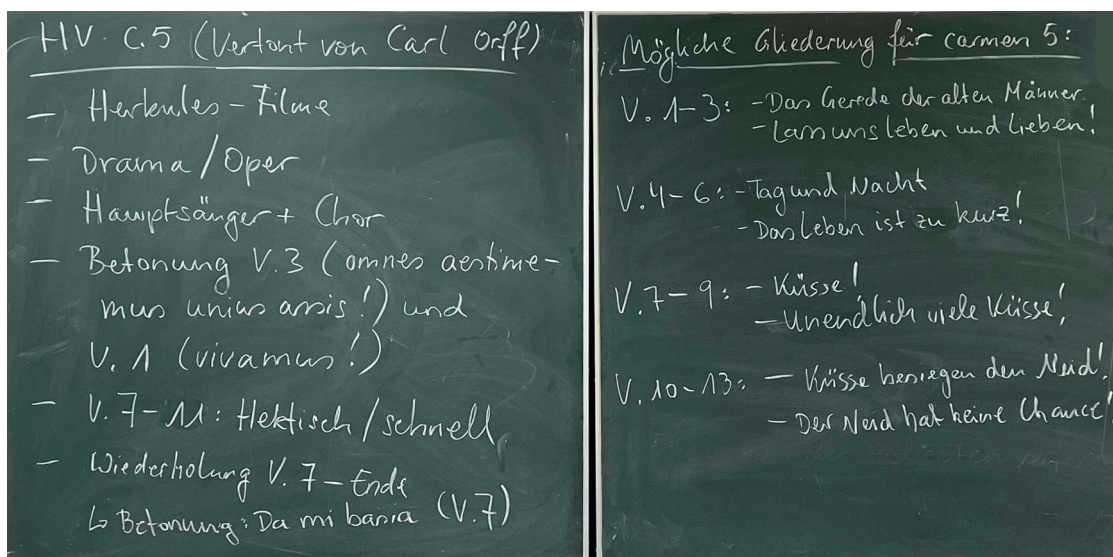 HV C.5 (Vertont von Carl Orff)
- Herkules-Filme
- Drama/Oper
- Hauptsänger + Chor
- Betonung V.3 (omnes aestime-
mus unius assis!) und
V. 1 (vivamus!)
- V. 7-11: Hektisch/schnell
- Wiederholung V. 7-Ende
↳ Betonung: Da mi basia (V.7)
Mögliche Gliederung für carmen 5:
V. 1-3: - Das Gerede der alten Männer
- Lass uns leben und lieben!
V. 4-6: - Tag und Nacht
- Das Leben ist zu kurz!
V. 7-9: - Küsse!
- Unendlich viele Küsse!
V. 10-13: - Küsse besiegen den Neid!
- Der Neid hat keine Chance!